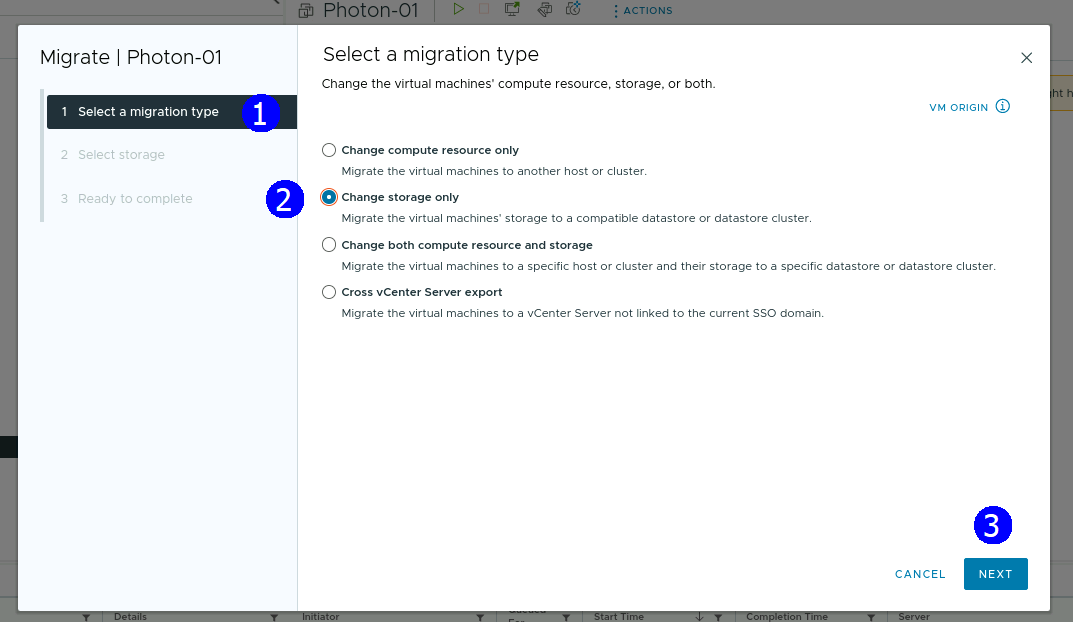 Photon-01
ACTIONS
Migrate | Photon-01
1 Select a migration type
1
2 Select storage
3 Ready to complete
2
Select a migration type
Change the virtual machines' compute resource, storage, or both.
VM ORIGIN
Change compute resource only
Migrate the virtual machines to another host or cluster.
Change storage only
Migrate the virtual machines' storage to a compatible datastore or datastore cluster.
Change both compute resource and storage
Migrate the virtual machines to a specific host or cluster and their storage to a specific datastore or datastore cluster.
Cross vCenter Server export
Migrate the virtual machines to a vCenter Server not linked to the current SSO domain.
3
CANCEL
NEXT
Details
Initiator
Start Time
Completion Time
Server